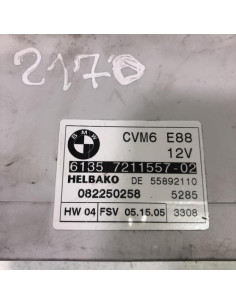 2170
BMW
CVM6 E88
12V
6135 7211557-02
HELBAKO DE 55892110
082250258 5285
HW 04 FSV 05.15.05 3308